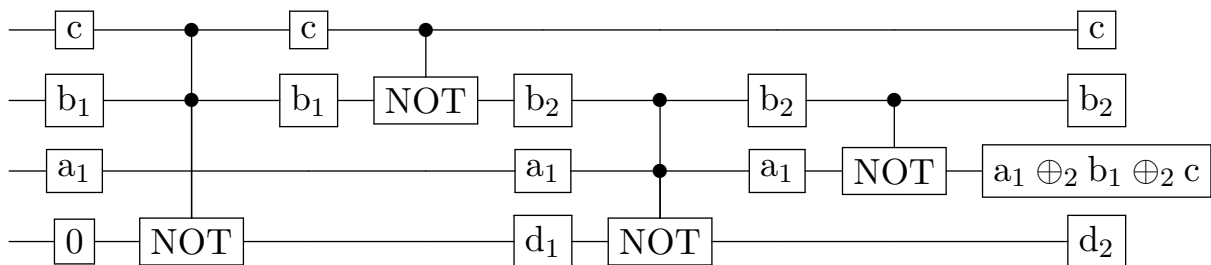 c c c
b₁ b₁ NOT b₂ b₂ b₂
a₁ a₁ a₁ NOT a₁ ⊕₂ b₁ ⊕₂ c
0 NOT d₁ NOT d₂